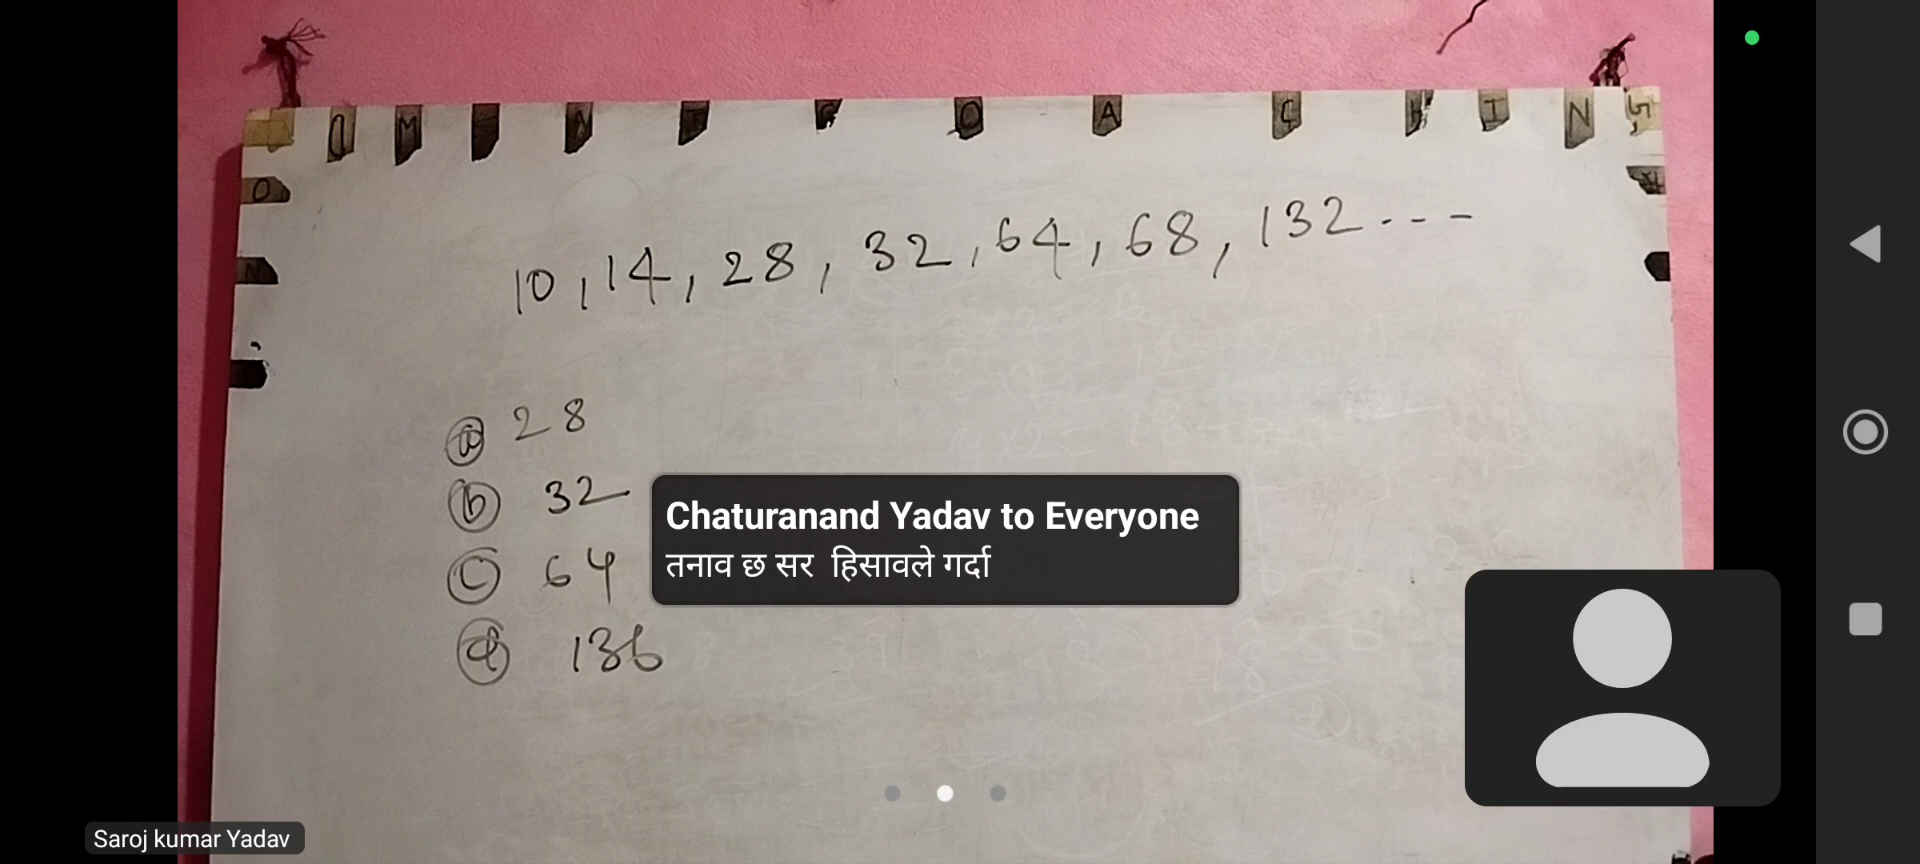 10, 14, 28, 32, 64, 68, 132 - - -
(a) 28
(b) 32
(c) 64
(d) 136
Chaturanand Yadav to Everyone
तनाव छ सर हिसावले गर्दा
Saroj kumar Yadav